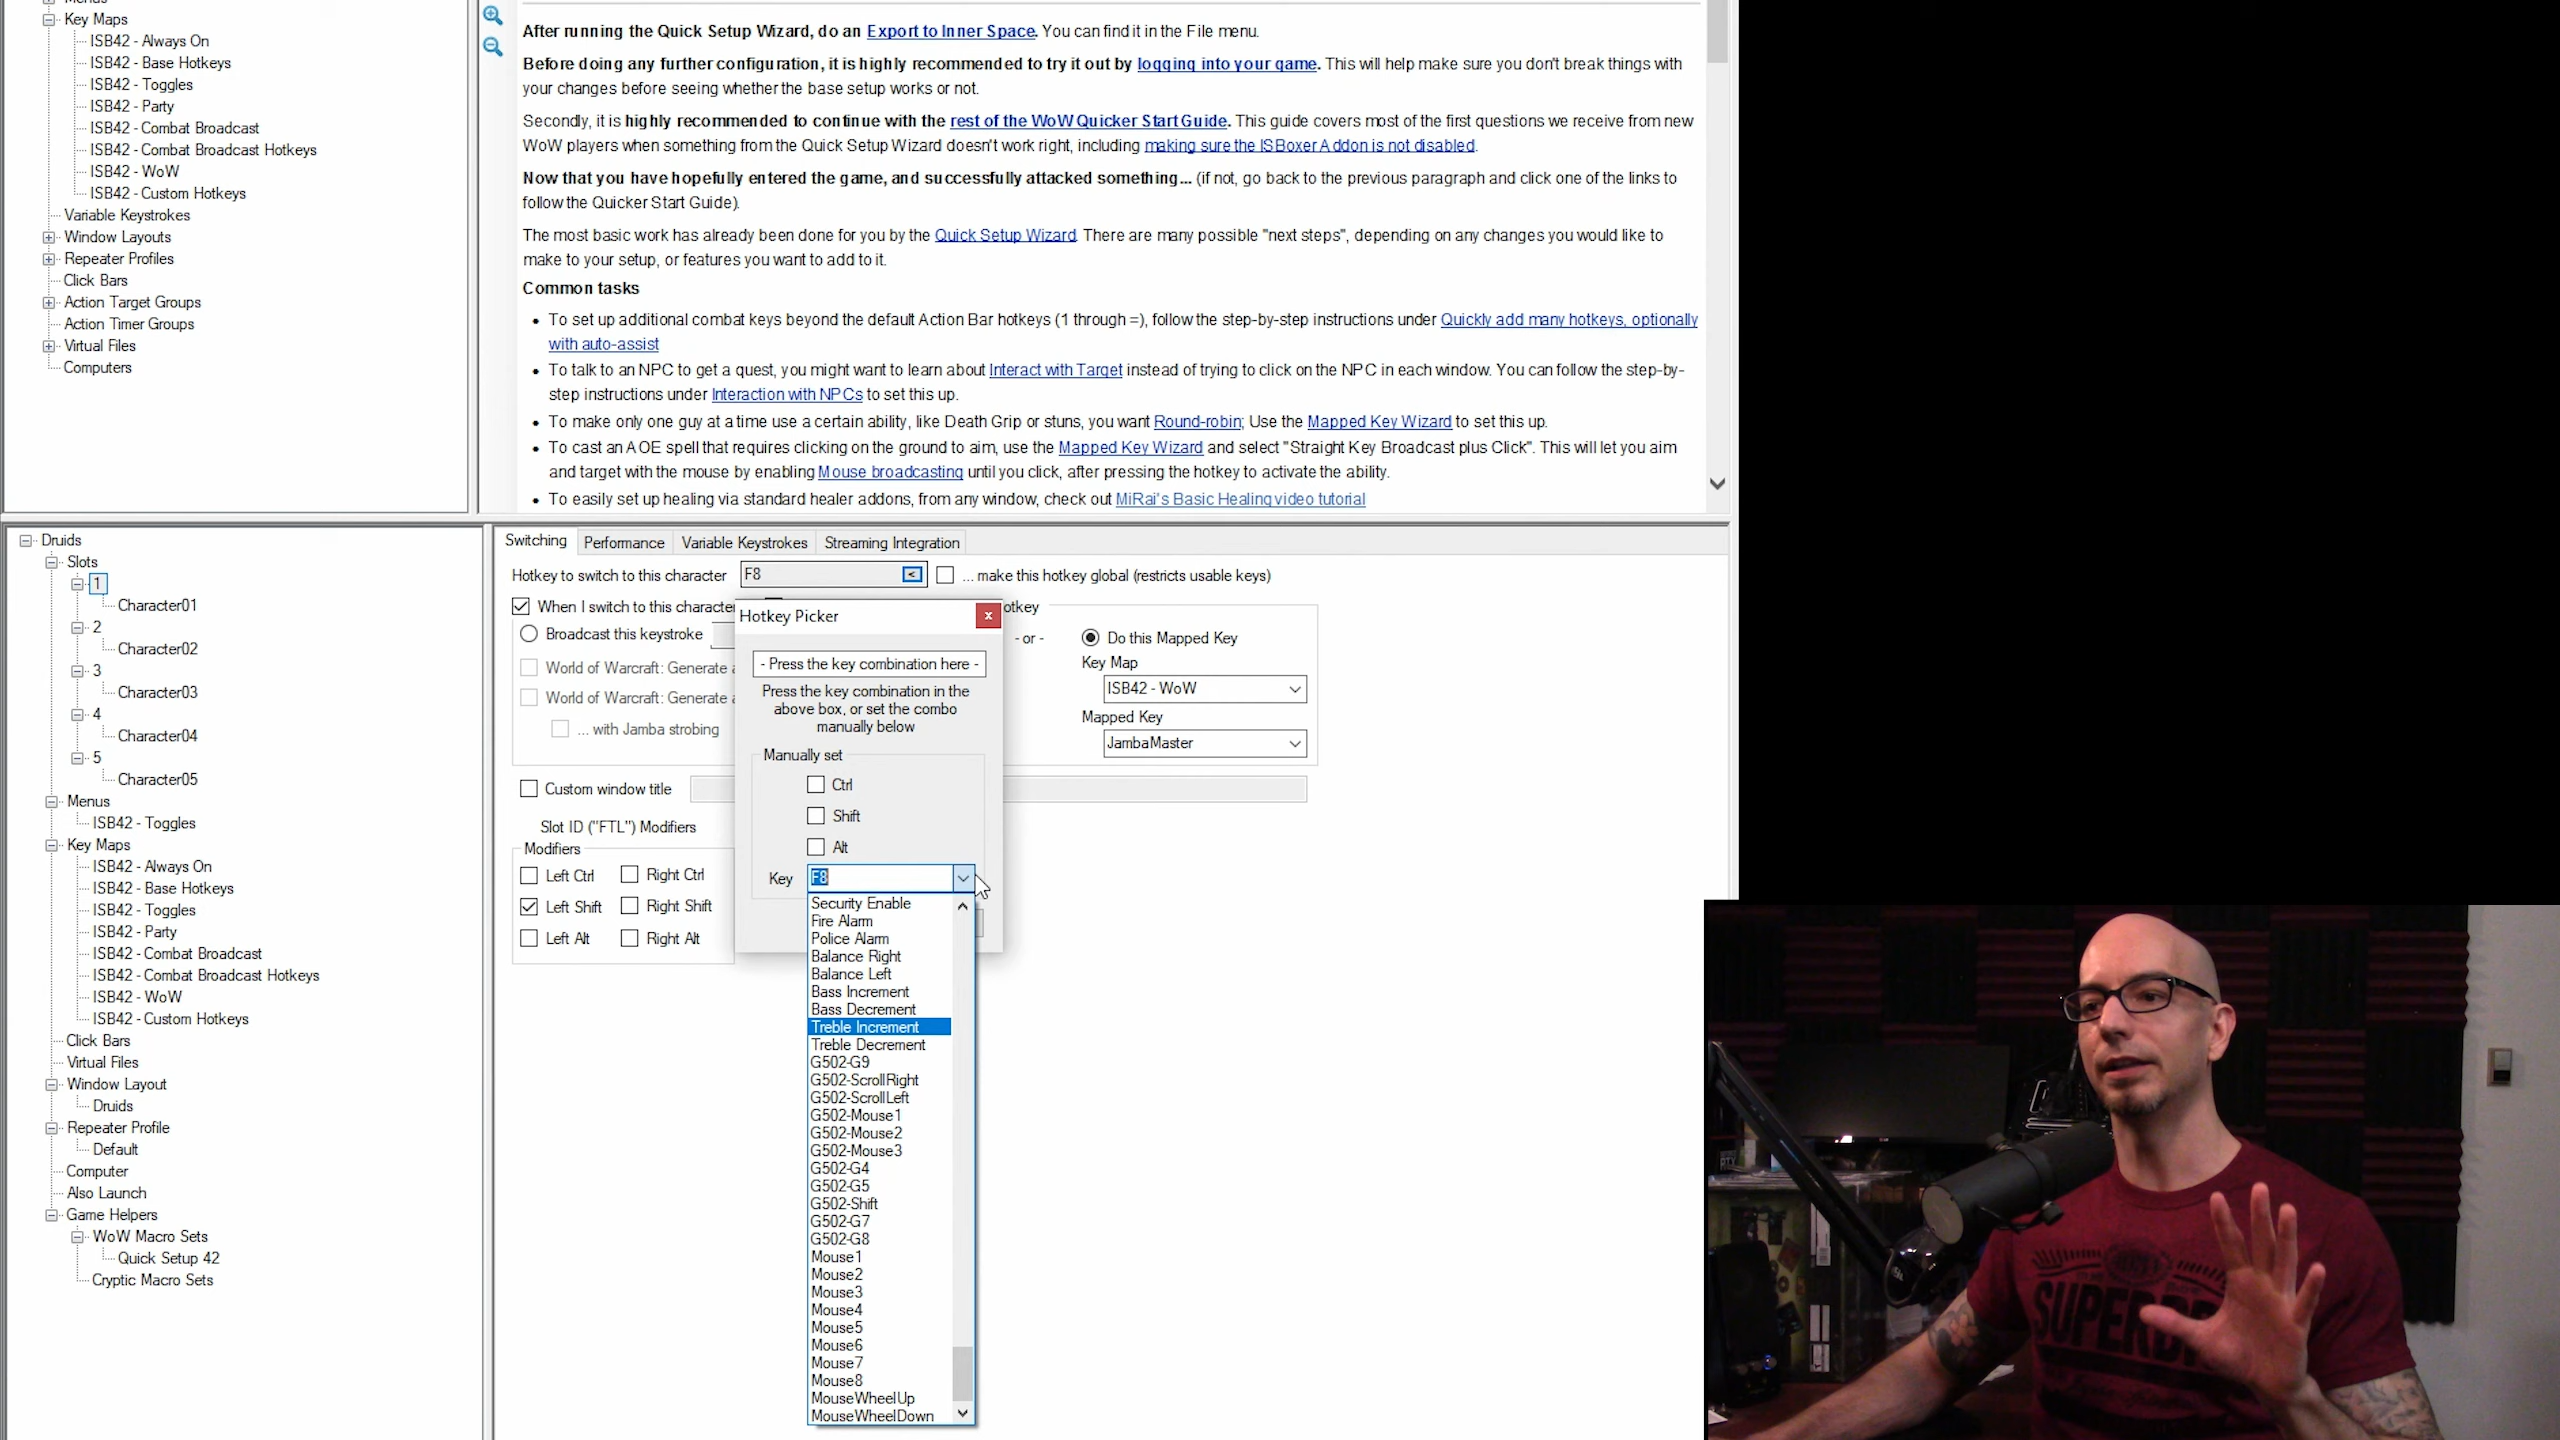 Menus
Key Maps
ISB42 - Always On
ISB42 - Base Hotkeys
ISB42 - Toggles
ISB42 - Party
ISB42 - Combat Broadcast
ISB42 - Combat Broadcast Hotkeys
ISB42 - WoW
ISB42 - Custom Hotkeys
Variable Keystrokes
Window Layouts
Repeater Profiles
Click Bars
Action Target Groups
Action Timer Groups
Virtual Files
Computers
After running the Quick Setup Wizard, do an Export to Inner Space. You can find it in the File menu.
Before doing any further configuration, it is highly recommended to try it out by logging into your game. This will help make sure you don't break things with
your changes before seeing whether the base setup works or not.
Secondly, it is highly recommended to continue with the rest of the WoW Quicker Start Guide. This guide covers most of the first questions we receive from new
WoW players when something from the Quick Setup Wizard doesn't work right, including making sure the ISBoxer Addon is not disabled.
Now that you have hopefully entered the game, and successfully attacked something... (if not, go back to the previous paragraph and click one of the links to
follow the Quicker Start Guide).
The most basic work has already been done for you by the Quick Setup Wizard. There are many possible "next steps", depending on any changes you would like to
make to your setup, or features you want to add to it.
Common tasks
• To set up additional combat keys beyond the default Action Bar hotkeys (1 through =), follow the step-by-step instructions under Quickly add many hotkeys, optionally
with auto-assist
• To talk to an NPC to get a quest, you might want to learn about Interact with Target instead of trying to click on the NPC in each window. You can follow the step-by-
step instructions under Interaction with NPCs to set this up.
• To make only one guy at a time use a certain ability, like Death Grip or stuns, you want Round-robin; Use the Mapped Key Wizard to set this up.
• To cast an AOE spell that requires clicking on the ground to aim, use the Mapped Key Wizard and select "Straight Key Broadcast plus Click". This will let you aim
and target with the mouse by enabling Mouse broadcasting until you click, after pressing the hotkey to activate the ability.
• To easily set up healing via standard healer addons, from any window, check out MiRai's Basic Healing video tutorial
Druids
Slots
1
Character01
2
Character02
3
Character03
4
Character04
5
Character05
Menus
ISB42 - Toggles
Key Maps
ISB42 - Always On
ISB42 - Base Hotkeys
ISB42 - Toggles
ISB42 - Party
ISB42 - Combat Broadcast
ISB42 - Combat Broadcast Hotkeys
ISB42 - WoW
ISB42 - Custom Hotkeys
Click Bars
Virtual Files
Window Layout
Druids
Repeater Profile
Default
Computer
Also Launch
Game Helpers
WoW Macro Sets
Quick Setup 42
Cryptic Macro Sets
Switching Performance Variable Keystrokes Streaming Integration
Hotkey to switch to this character F8 < ... make this hotkey global (restricts usable keys)
When I switch to this character
Broadcast this keystroke - or - Do this Mapped Key
World of Warcraft: Generate
World of Warcraft: Generate
... with Jamba strobing
Key Map
ISB42 - WoW
Mapped Key
JambaMaster
Custom window title
Slot ID ("FTL") Modifiers
Modifiers
Left Ctrl Right Ctrl
Left Shift Right Shift
Left Alt Right Alt
Hotkey Picker x
- Press the key combination here -
Press the key combination in the
above box, or set the combo
manually below
Manually set
Ctrl
Shift
Alt
Key F8
Security Enable
Fire Alarm
Police Alarm
Balance Right
Balance Left
Bass Increment
Bass Decrement
Treble Increment
Treble Decrement
G502-G9
G502-ScrollRight
G502-ScrollLeft
G502-Mouse1
G502-Mouse2
G502-Mouse3
G502-G4
G502-G5
G502-Shift
G502-G7
G502-G8
Mouse1
Mouse2
Mouse3
Mouse4
Mouse5
Mouse6
Mouse7
Mouse8
MouseWheelUp
MouseWheelDown